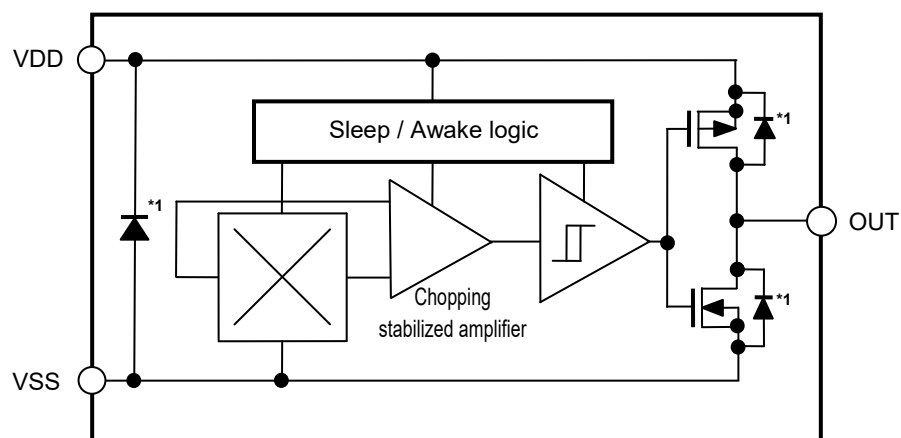 VDD
*1
Sleep / Awake logic
*1
OUT
*1
Chopping
stabilized amplifier
VSS